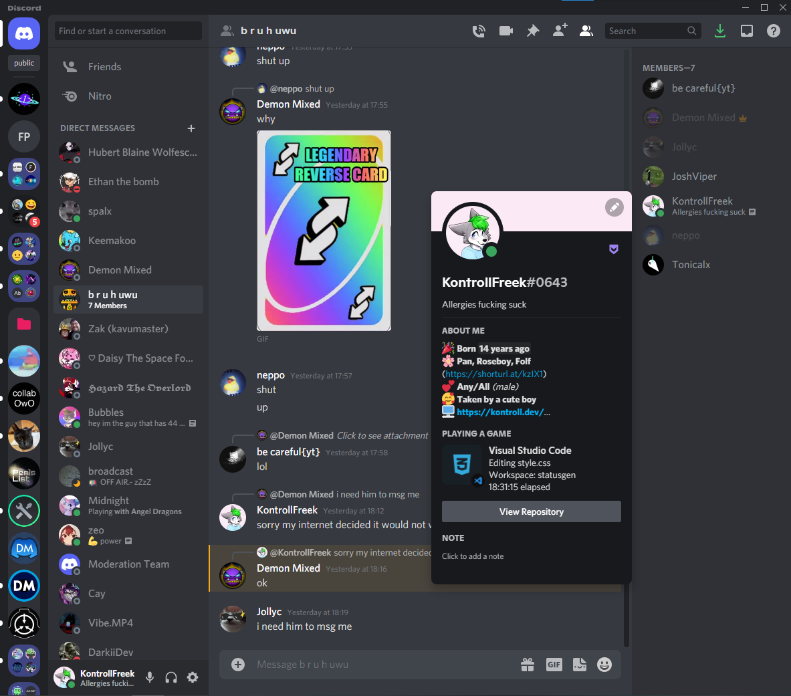 Discord
Find or start a conversation
public
Friends
Nitro
FP
DIRECT MESSAGES
Hubert Blaine Wolfesc...
Ethan the bomb
spalx
5
Keemakoo
Demon Mixed
b r u h uwu
7 Members
Zak (kavumaster)
♡ Daisy The Space Fo...
𝕳𝖆𝖟𝖆𝖗𝖉 𝕿𝖍𝖊 𝕺𝖛𝖊𝖗𝖑𝖔𝖗𝖉
collab
OwO
Bubbles
hey im the guy that has 44 ...
Jollyc
broadcast
OFF AIR.- zZzZ
Penis
List
Midnight
Playing with Angel Dragons
zeo
💪 power
Moderation Team
DM
DM
Cay
Vibe.MP4
DarkiiDev
KontrollFreek
Allergies fucki...
b r u h uwu
Search
neppo Yesterday at 17:53
shut up
@neppo shut up
Demon Mixed Yesterday at 17:55
why
LEGENDARY
REVERSE CARD
GIF
neppo Yesterday at 17:57
shut
up
@Demon Mixed Click to see attachment
be careful{yt} Yesterday at 17:58
lol
@Demon Mixed i need him to msg me
KontrollFreek Yesterday at 18:12
sorry my internet decided it would not
@KontrollFreek sorry my internet decided
Demon Mixed Yesterday at 18:16
ok
Jollyc Yesterday at 18:19
i need him to msg me
Message b r u h uwu
GIF
KontrollFreek#0643
Allergies fucking suck
ABOUT ME
🎉 Born 14 years ago
🌸 Pan, Roseboy, Folf
(https://shorturl.at/kzIX1)
💕 Any/All (male)
🥰 Taken by a cute boy
🖥️ https://kontroll.dev/...
PLAYING A GAME
Visual Studio Code
Editing style.css
Workspace: statusgen
18:31:15 elapsed
View Repository
NOTE
Click to add a note
MEMBERS—7
be careful{yt}
Demon Mixed
Jollyc
JoshViper
KontrollFreek
Allergies fucking suck
neppo
Tonicalx